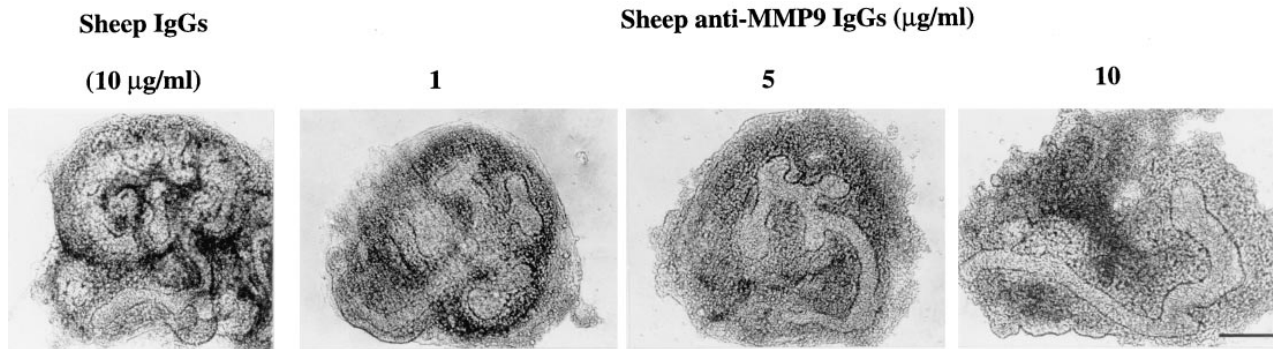 Sheep IgGs
(10 μg/ml)
Sheep anti-MMP9 IgGs (μg/ml)
1
5
10